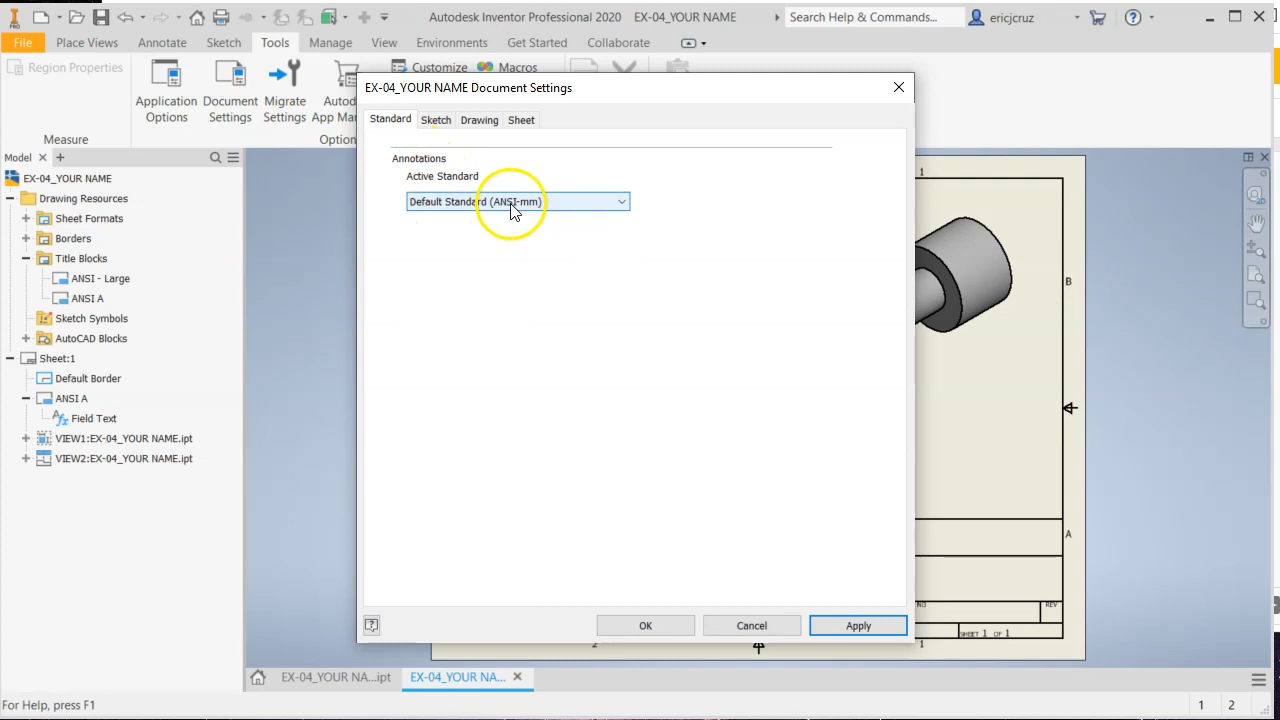 Autodesk Inventor Professional 2020 EX-04_YOUR NAME Search Help & Commands... ericjcruz
File Place Views Annotate Sketch Tools Manage View Environments Get Started Collaborate
Region Properties Customize Macros
Application Options Document Settings Migrate Settings
Measure
Model
EX-04_YOUR NAME Document Settings
Standard Sketch Drawing Sheet
Annotations
Active Standard
Default Standard (ANSI-mm)
OK Cancel Apply
EX-04_YOUR NAME
Drawing Resources
Sheet Formats
Borders
Title Blocks
ANSI - Large
ANSI A
Sketch Symbols
AutoCAD Blocks
Sheet:1
Default Border
ANSI A
Field Text
VIEW1:EX-04_YOUR NAME.ipt
VIEW2:EX-04_YOUR NAME.ipt
1
B
A
REV
SHEET 1 OF 1
2 1
EX-04_YOUR NA...ipt EX-04_YOUR NA...
For Help, press F1 1 2